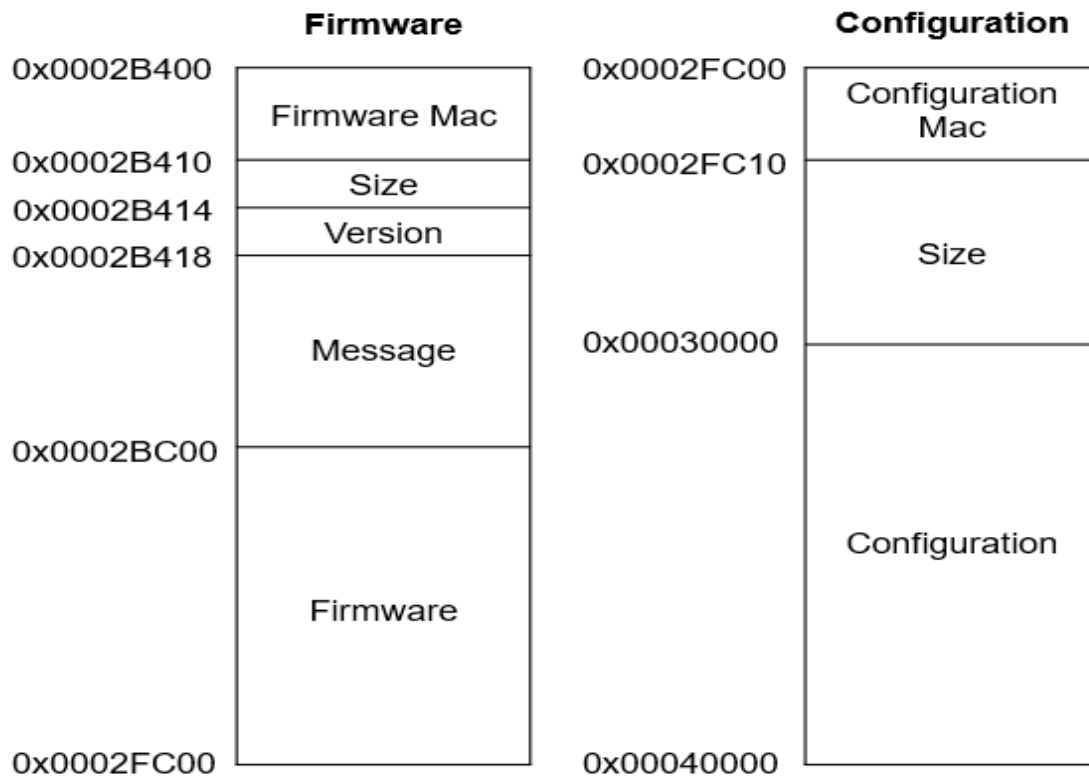 Firmware
0x0002B400
Firmware Mac
0x0002B410
Size
0x0002B414
Version
0x0002B418
Message
0x0002BC00
Firmware
0x0002FC00
Configuration
0x0002FC00
Configuration
Mac
0x0002FC10
Size
0x00030000
Configuration
0x00040000